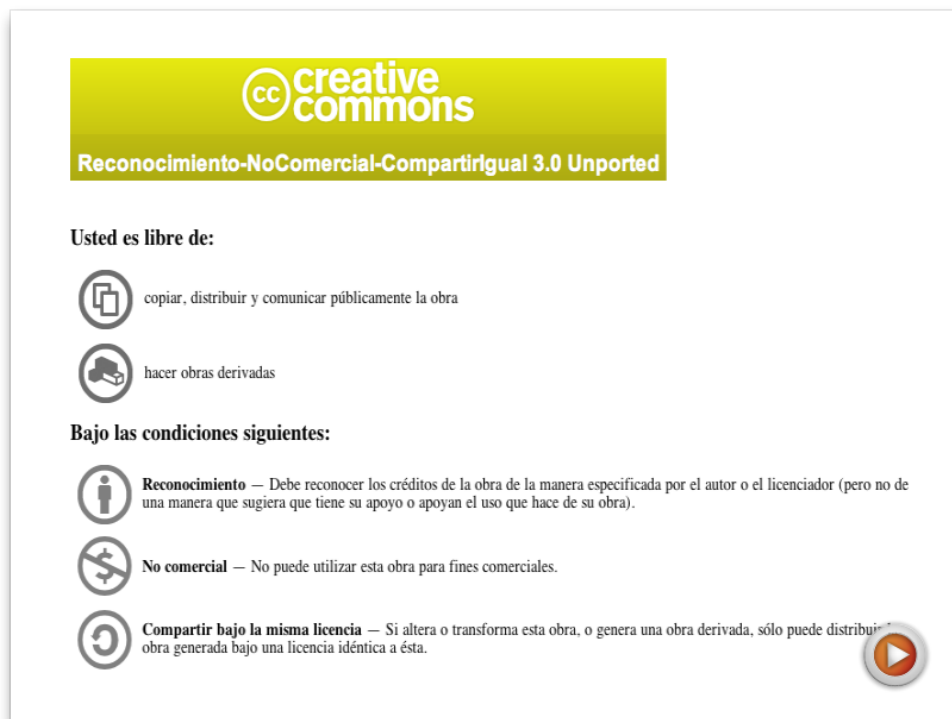 cc creative
commons
Reconocimiento-NoComercial-CompartirIgual 3.0 Unported
Usted es libre de:
copiar, distribuir y comunicar públicamente la obra
hacer obras derivadas
Bajo las condiciones siguientes:
Reconocimiento — Debe reconocer los créditos de la obra de la manera especificada por el autor o el licenciador (pero no de
una manera que sugiera que tiene su apoyo o apoyan el uso que hace de su obra).
$
No comercial — No puede utilizar esta obra para fines comerciales.
Compartir bajo la misma licencia — Si altera o transforma esta obra, o genera una obra derivada, sólo puede
obra generada bajo una licencia idéntica a ésta.